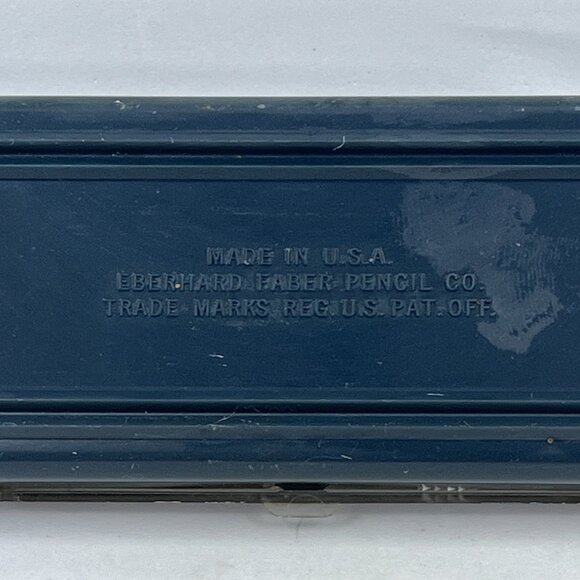 MADE IN U.S.A.
EBERHARD FABER PENCIL CO.
TRADE MARKS REG. U.S. PAT. OFF.